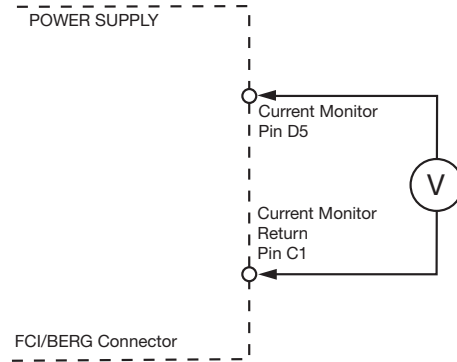 POWER SUPPLY
Current Monitor
Pin D5
V
Current Monitor
Return
Pin C1
FCI/BERG Connector